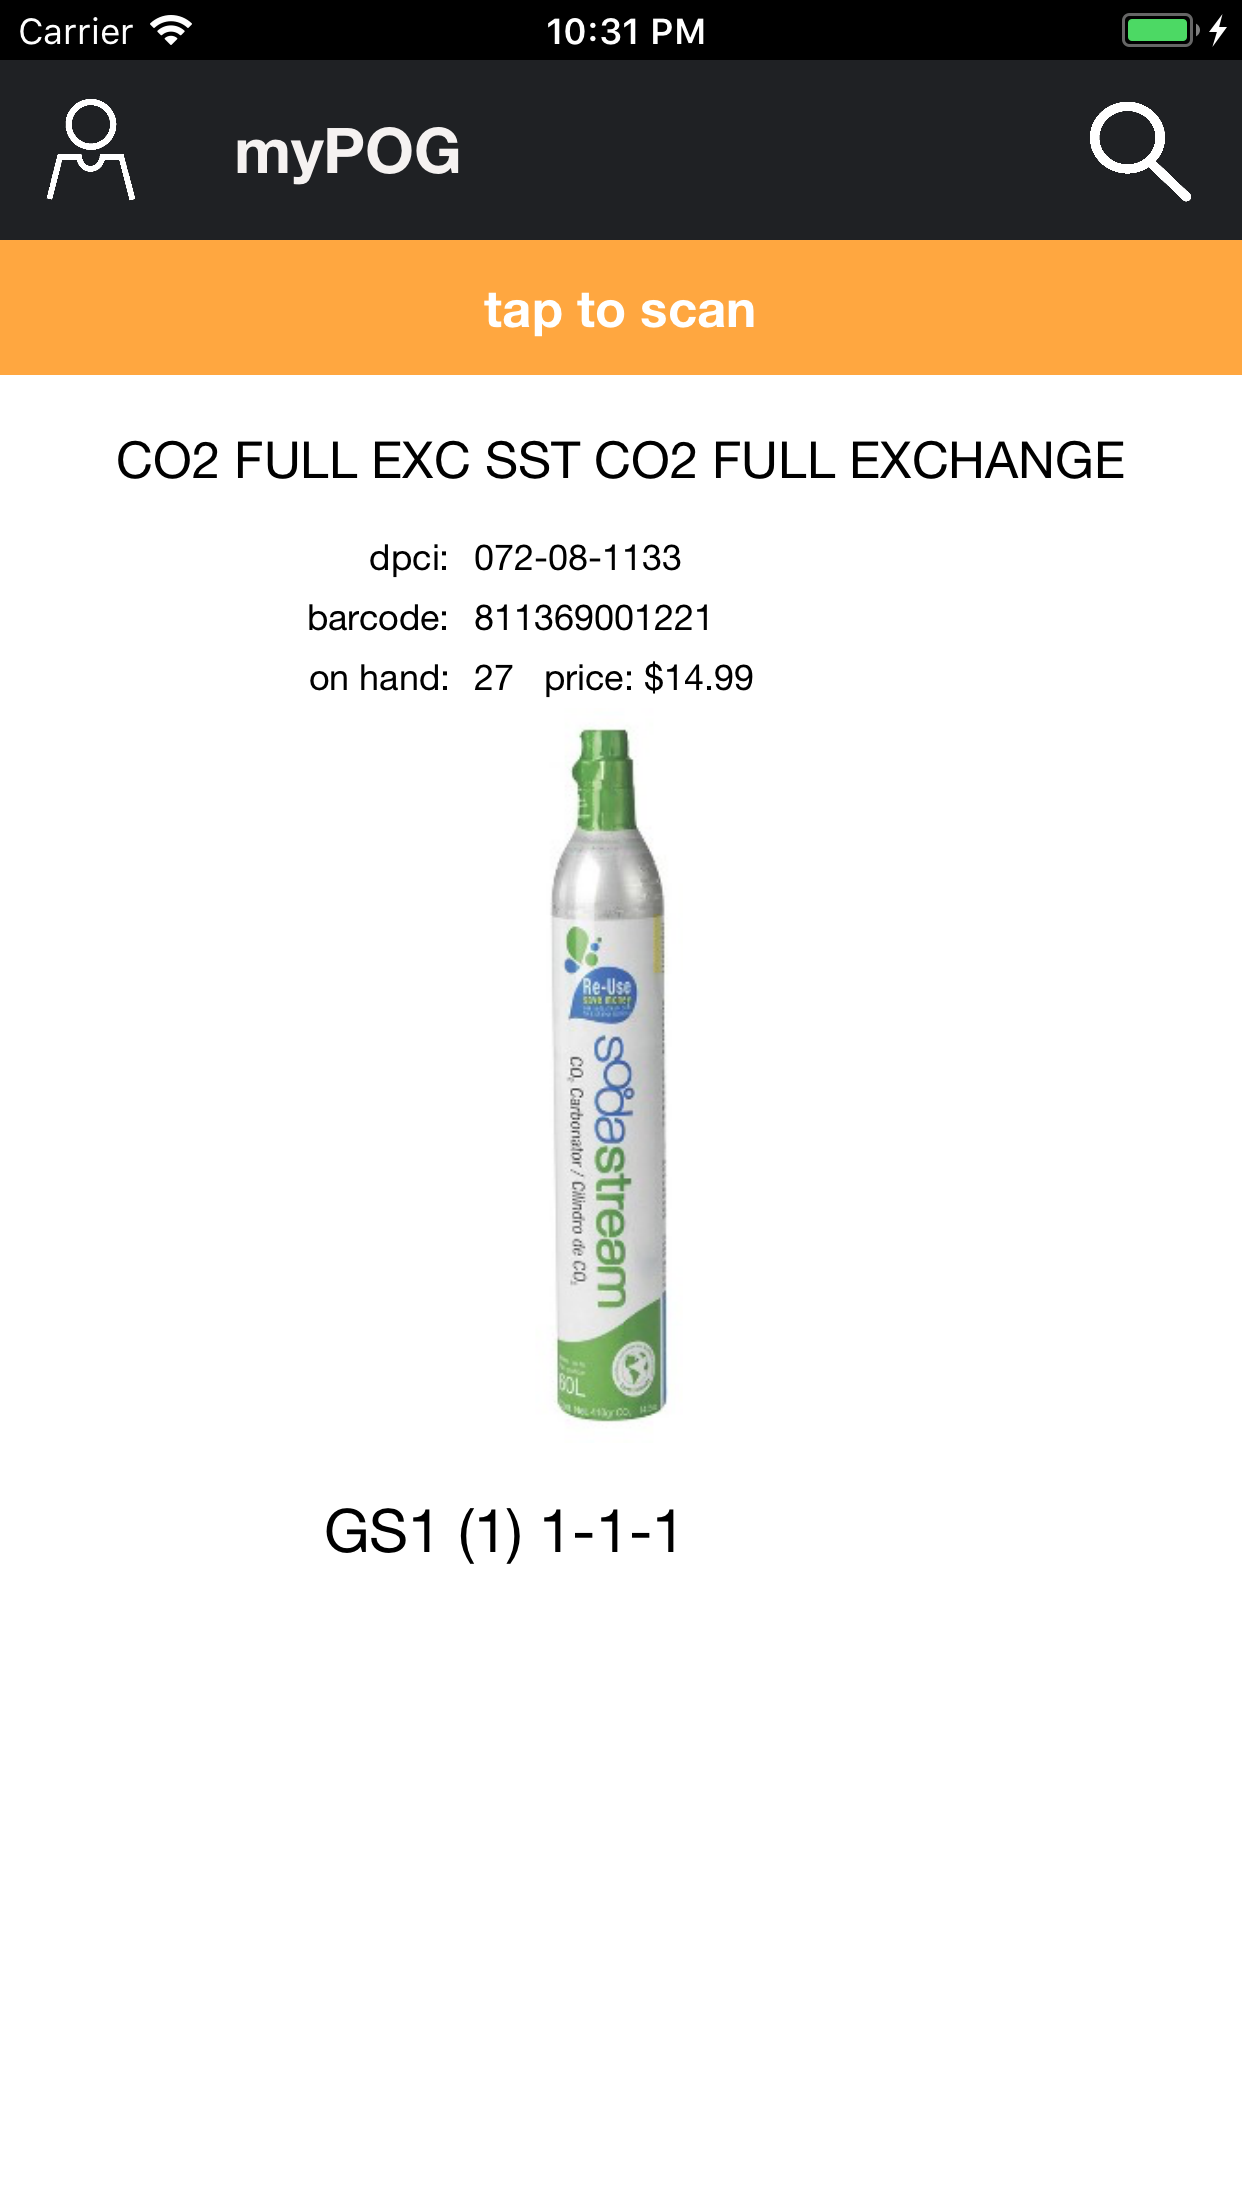 Carrier 10:31 PM
myPOG
tap to scan
CO2 FULL EXC SST CO2 FULL EXCHANGE
dpci: 072-08-1133
barcode: 811369001221
on hand: 27 price: $14.99
Re-Use
save money
sodastream
CO₂ Carbonator / Cilindro de CO₂
60L
GS1 (1) 1-1-1